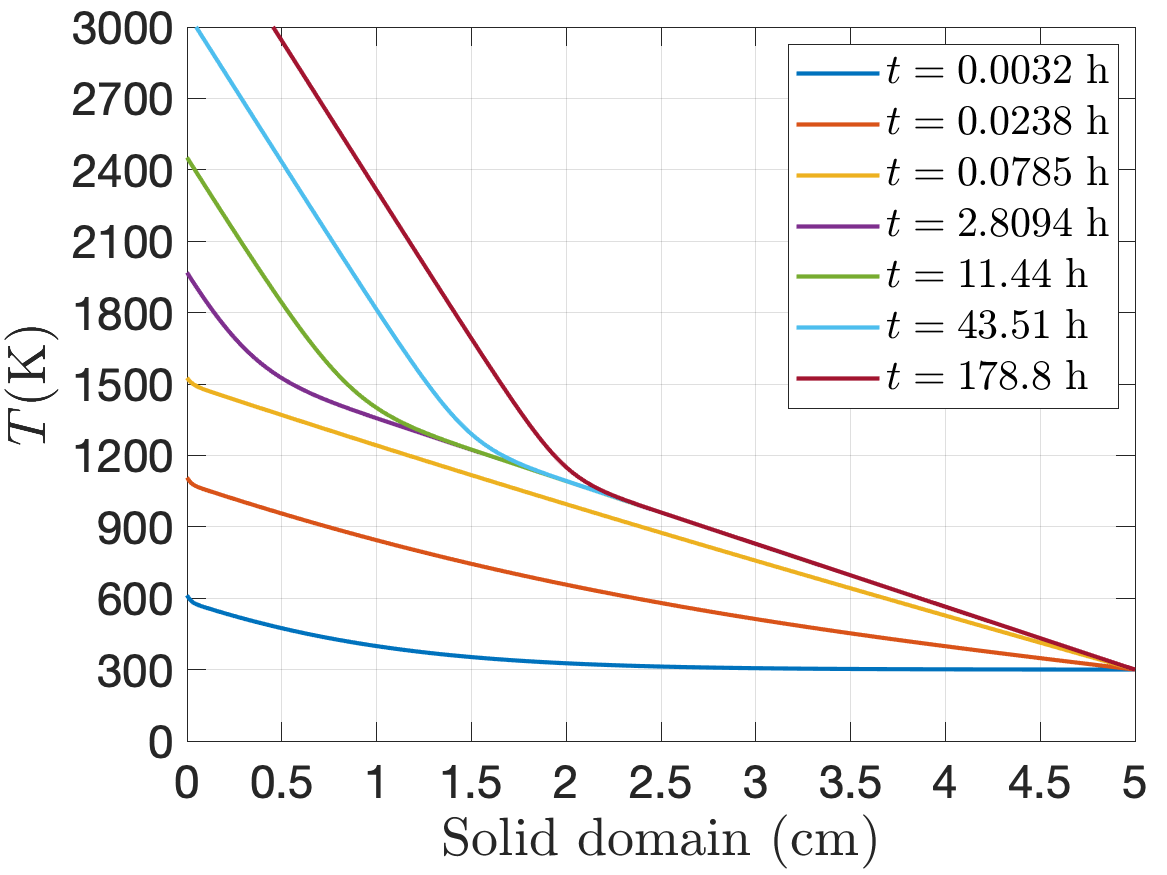 3000
2700
2400
2100
1800
1500
1200
900
600
300
0
T(K)
t = 0.0032 h
t = 0.0238 h
t = 0.0785 h
t = 2.8094 h
t = 11.44 h
t = 43.51 h
t = 178.8 h
0 0.5 1 1.5 2 2.5 3 3.5 4 4.5 5
Solid domain (cm)